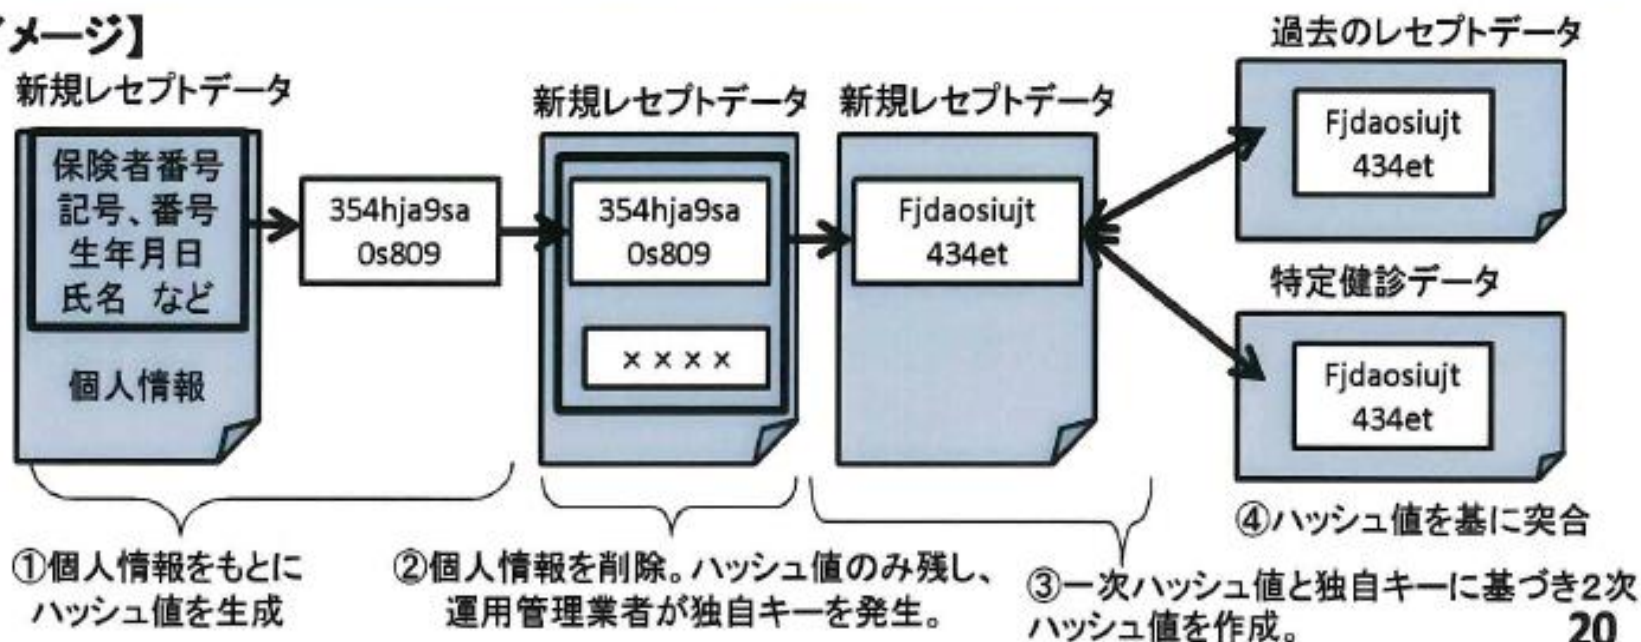 メージ】
新規レセプトデータ
保険者番号
記号、番号
生年月日
氏名 など
個人情報
354hja9sa
0s809
新規レセプトデータ
354hja9sa
0s809
××××
新規レセプトデータ
Fjdaosiujt
434et
過去のレセプトデータ
Fjdaosiujt
434et
特定健診データ
Fjdaosiujt
434et
①個人情報をもとに
ハッシュ値を生成
②個人情報を削除。ハッシュ値のみ残し、
運用管理業者が独自キーを発生。
③一次ハッシュ値と独自キーに基づき2次
ハッシュ値を作成。
④ハッシュ値を基に突合
20